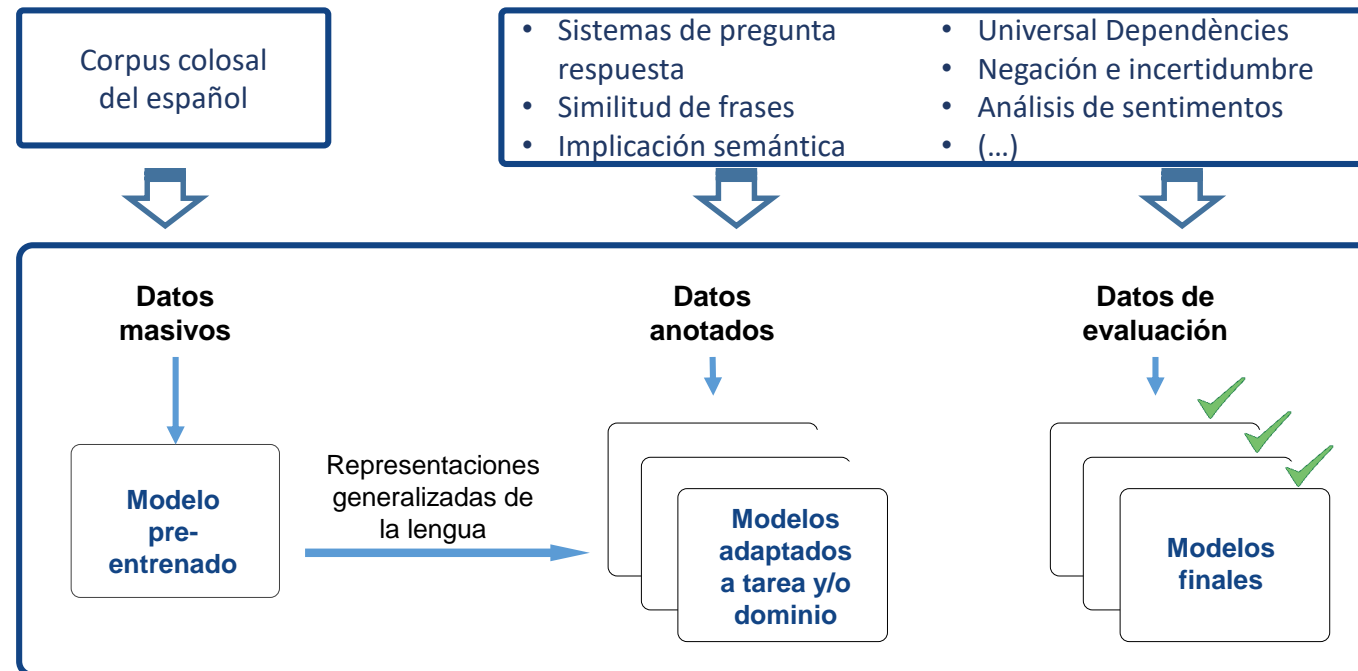 Corpus colosal
del español
• Sistemas de pregunta
respuesta
• Similitud de frases
• Implicación semántica
• Universal Dependències
• Negación e incertidumbre
• Análisis de sentimentos
• (...)
Datos
masivos
Datos
anotados
Datos de
evaluación
Modelo
pre-
entrenado
Representaciones
generalizadas de
la lengua
Modelos
adaptados
a tarea y/o
dominio
Modelos
finales